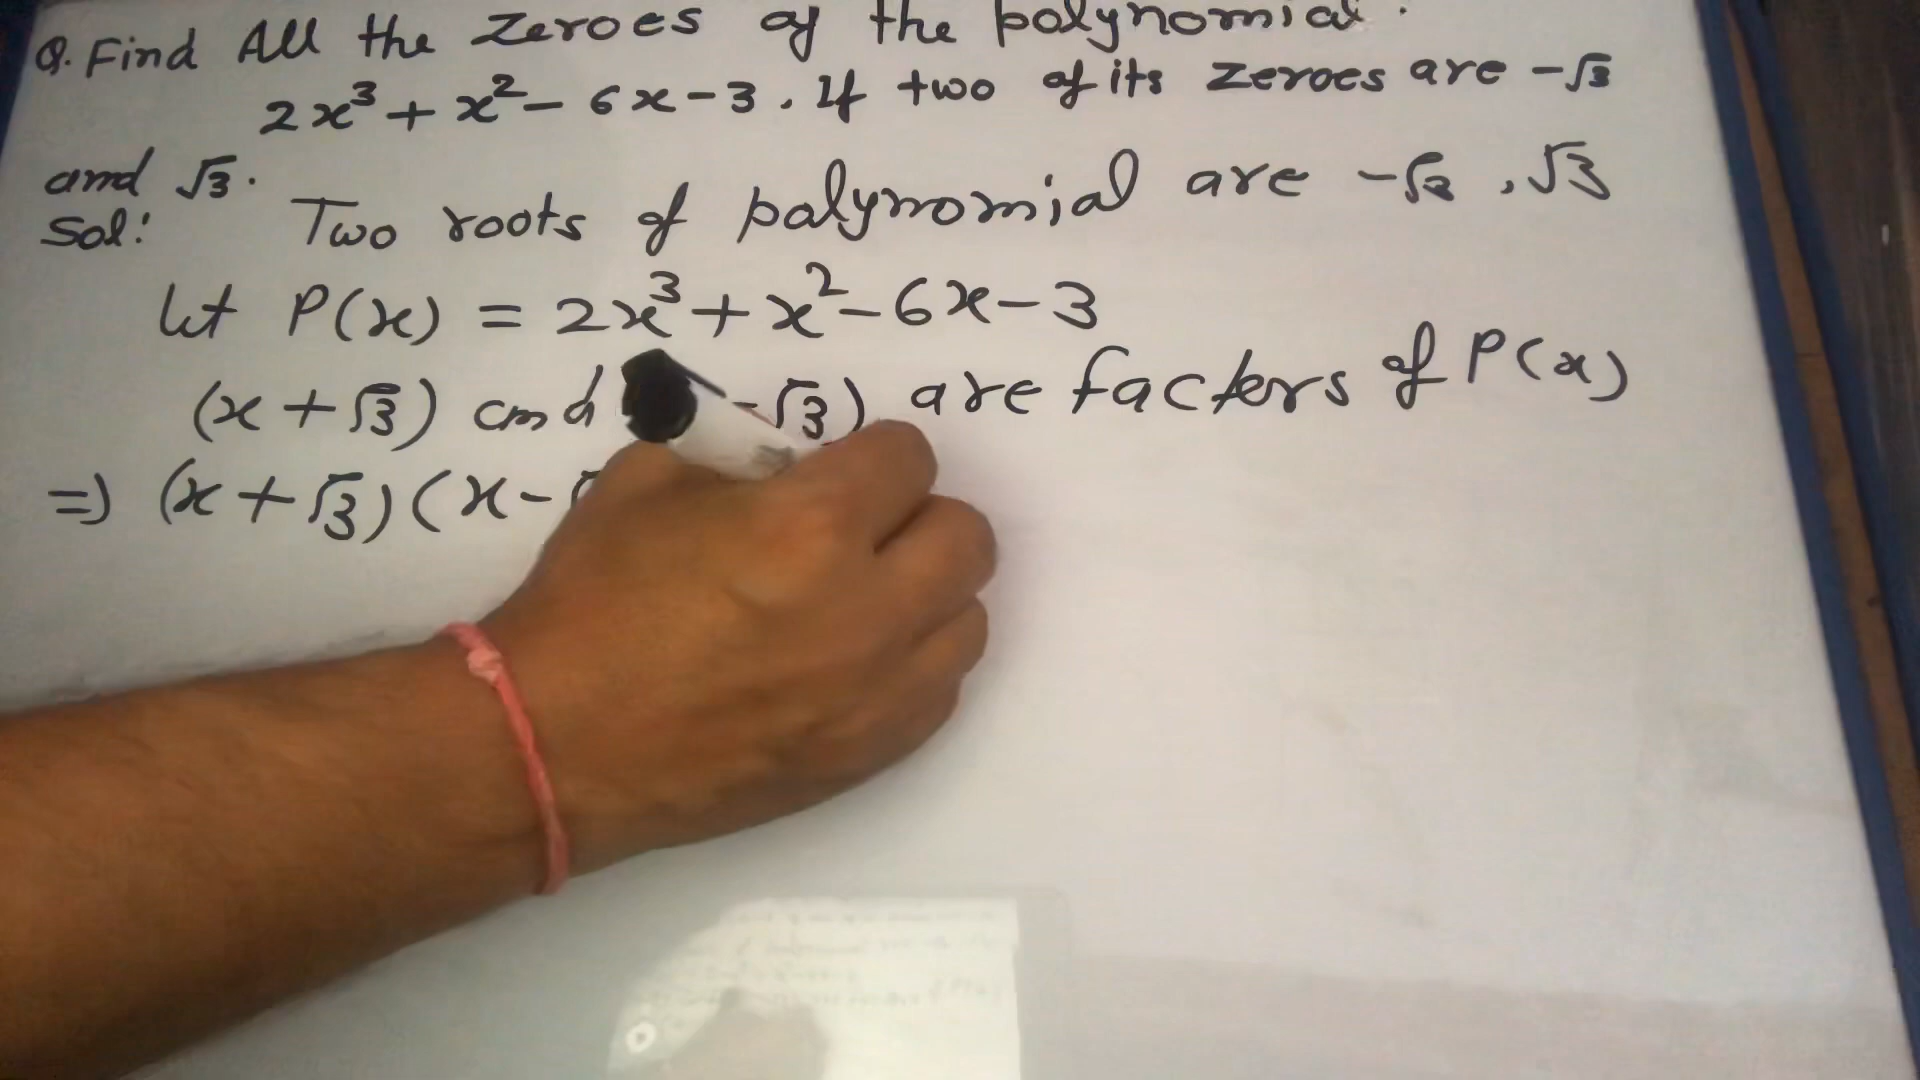 Q. Find All the zeroes of the polynomial.
2x³ + x² - 6x - 3. If two of its zeroes are -√3
and √3.
Sol: Two roots of polynomial are -√3, √3
let P(x) = 2x³ + x² - 6x - 3
(x + √3) and -√3) are factors of P(x)
=) (x + √3) (x -